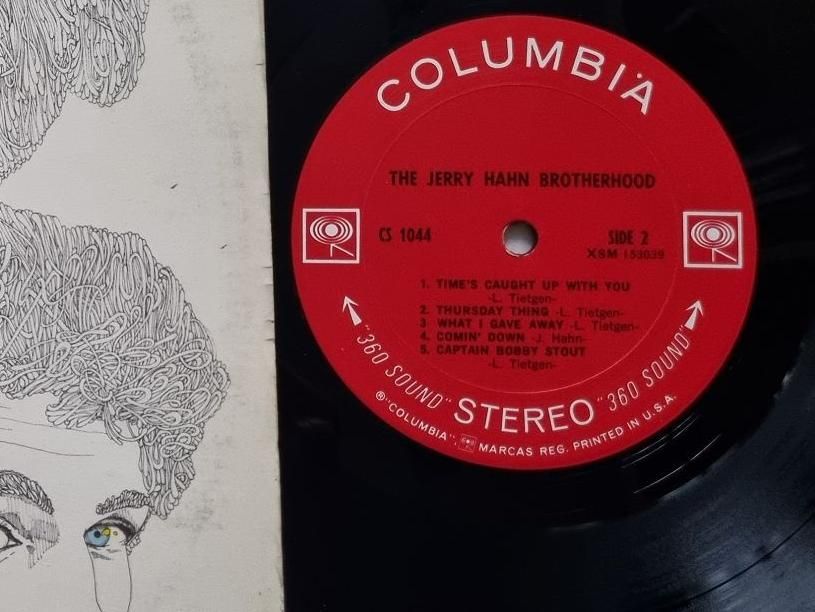 COLUMBIA
THE JERRY HAHN BROTHERHOOD
CS 1044
SIDE 2
XSM 153039
1. TIME'S CAUGHT UP WITH YOU
-L. Tietgen-
2. THURSDAY THING -L. Tietgen-
3 WHAT I GAVE AWAY -L. Tietgen-
4. COMIN' DOWN -J. Hahn-
5. CAPTAIN BOBBY STOUT
-L. Tietgen-
"360 SOUND" STEREO "360 SOUND"
℗ "COLUMBIA", MARCAS REG. PRINTED IN U.S.A.